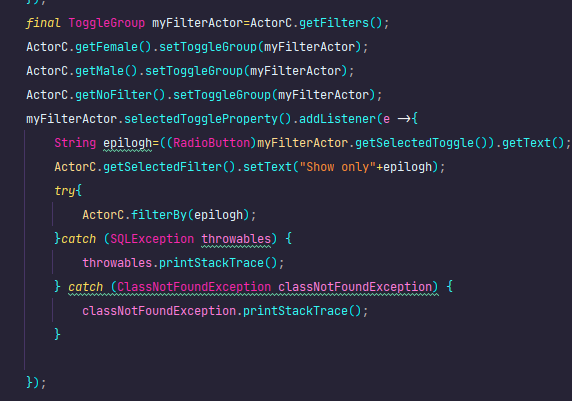 });
final ToggleGroup myFilterActor=ActorC.getFilters();
ActorC.getFemale().setToggleGroup(myFilterActor);
ActorC.getMale().setToggleGroup(myFilterActor);
ActorC.getNoFilter().setToggleGroup(myFilterActor);
myFilterActor.selectedToggleProperty().addListener(e ->{
String epilogh=((RadioButton)myFilterActor.getSelectedToggle()).getText();
ActorC.getSelectedFilter().setText("Show only"+epilogh);
try{
ActorC.filterBy(epilogh);
}catch (SQLException throwables) {
throwables.printStackTrace();
} catch (ClassNotFoundException classNotFoundException) {
classNotFoundException.printStackTrace();
}
});